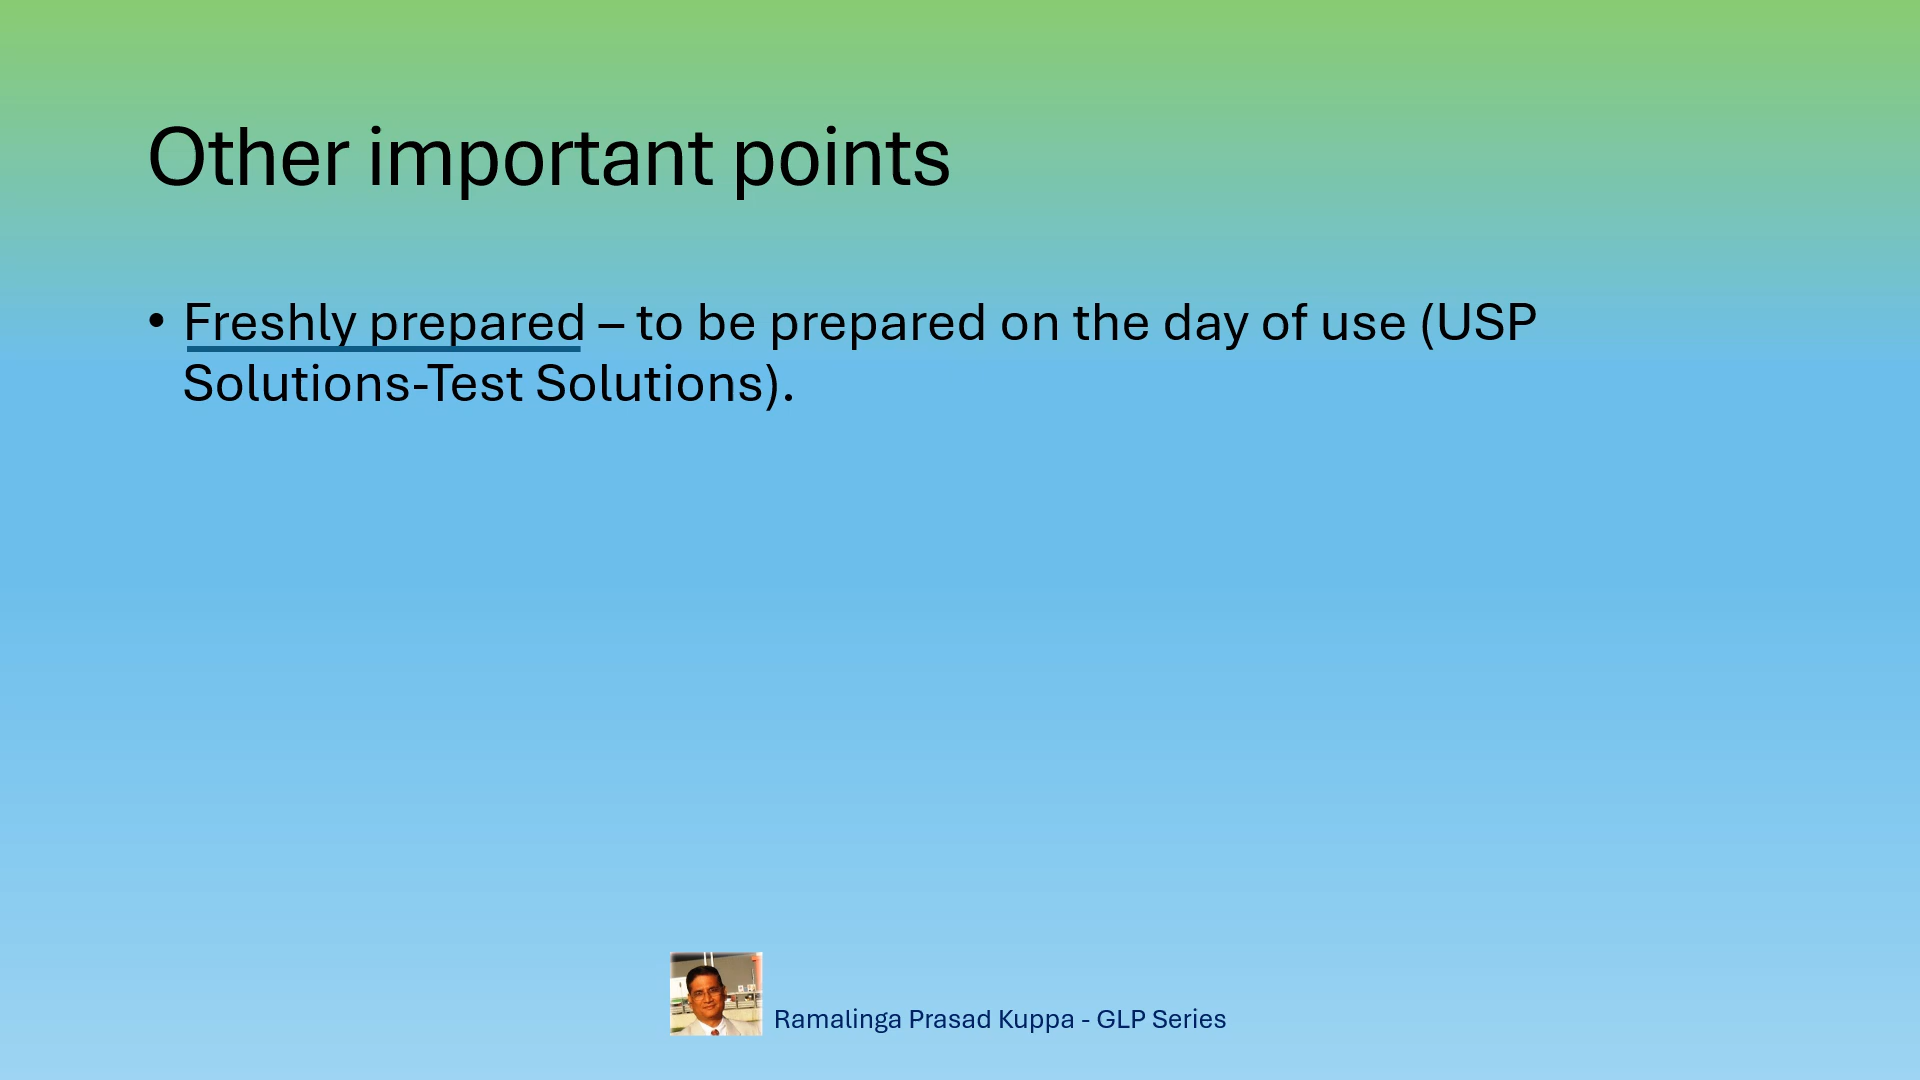 Other important points
• Freshly prepared – to be prepared on the day of use (USP
Solutions-Test Solutions).
Ramalinga Prasad Kuppa - GLP Series